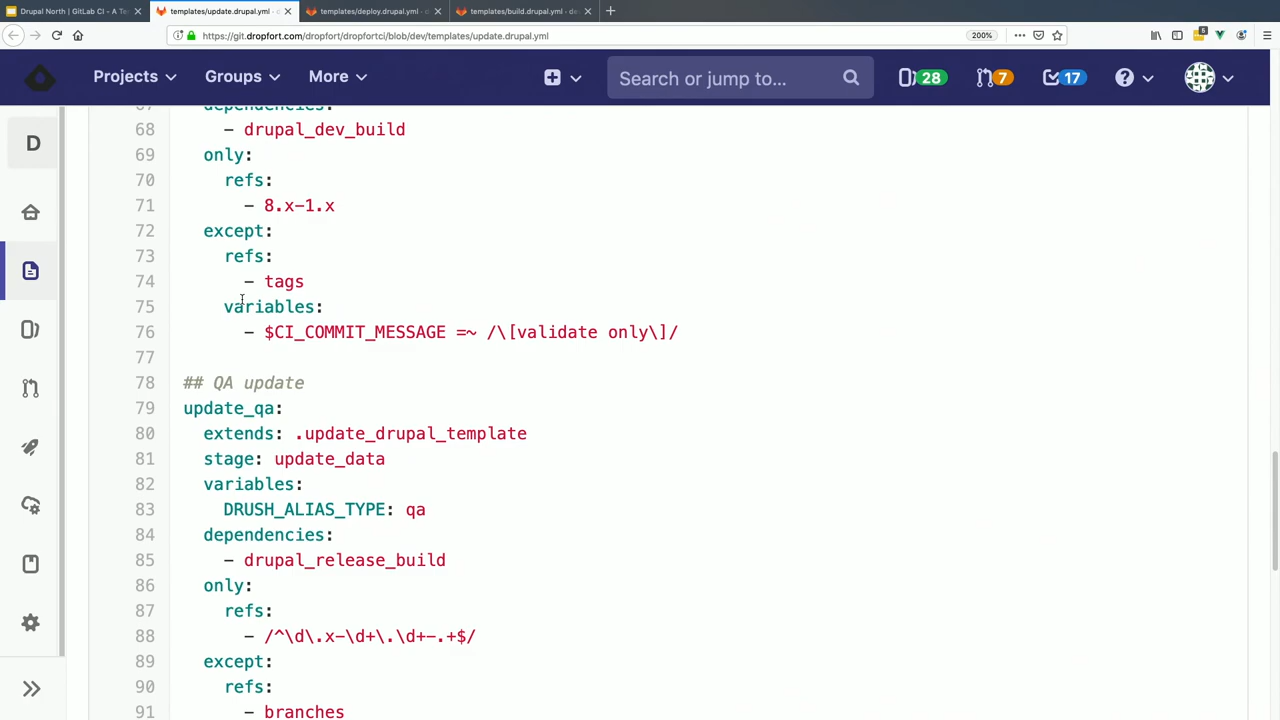 Drupal North | GitLab CI - A Te
templates/update.drupal.yml · d
templates/deploy.drupal.yml · d
templates/build.drupal.yml · de
https://git.dropfort.com/dropfort/dropfortci/blob/dev/templates/update.drupal.yml
200%
Projects
Groups
More
Search or jump to...
28
7
17
D
67 dependencies:
68 - drupal_dev_build
69 only:
70 refs:
71 - 8.x-1.x
72 except:
73 refs:
74 - tags
75 variables:
76 - $CI_COMMIT_MESSAGE =~ /\[validate only\]/
77
78 ## QA update
79 update_qa:
80 extends: .update_drupal_template
81 stage: update_data
82 variables:
83 DRUSH_ALIAS_TYPE: qa
84 dependencies:
85 - drupal_release_build
86 only:
87 refs:
88 - /^\d\.x-\d+\.\d+-.+$/
89 except:
90 refs:
91 - branches